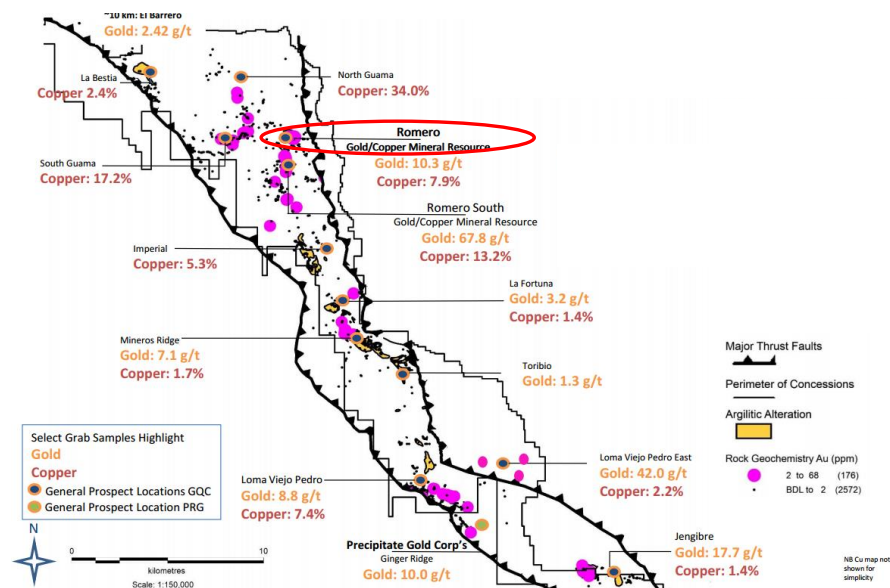 ~10 km: El Barrero
Gold: 2.42 g/t
La Bestia
Copper 2.4%
North Guama
Copper: 34.0%
Romero
Gold/Copper Mineral Resource
Gold: 10.3 g/t
Copper: 7.9%
South Guama
Copper: 17.2%
Romero South
Gold/Copper Mineral Resource
Gold: 67.8 g/t
Copper: 13.2%
Imperial
Copper: 5.3%
La Fortuna
Gold: 3.2 g/t
Copper: 1.4%
Mineros Ridge
Gold: 7.1 g/t
Copper: 1.7%
Toribio
Gold: 1.3 g/t
Major Thrust Faults
Perimeter of Concessions
Argilitic Alteration
Rock Geochemistry Au (ppm)
2 to 68 (176)
BDL to 2 (2572)
Select Grab Samples Highlight
Gold
Copper
General Prospect Locations GQC
General Prospect Location PRG
Loma Viejo Pedro
Gold: 8.8 g/t
Copper: 7.4%
Loma Viejo Pedro East
Gold: 42.0 g/t
Copper: 2.2%
Precipitate Gold Corp's
Ginger Ridge
Gold: 10.0 g/t
Jengibre
Gold: 17.7 g/t
Copper: 1.4%
N
0 10
kilometres
Scale: 1:150,000
NB Cu map not
shown for
simplicity